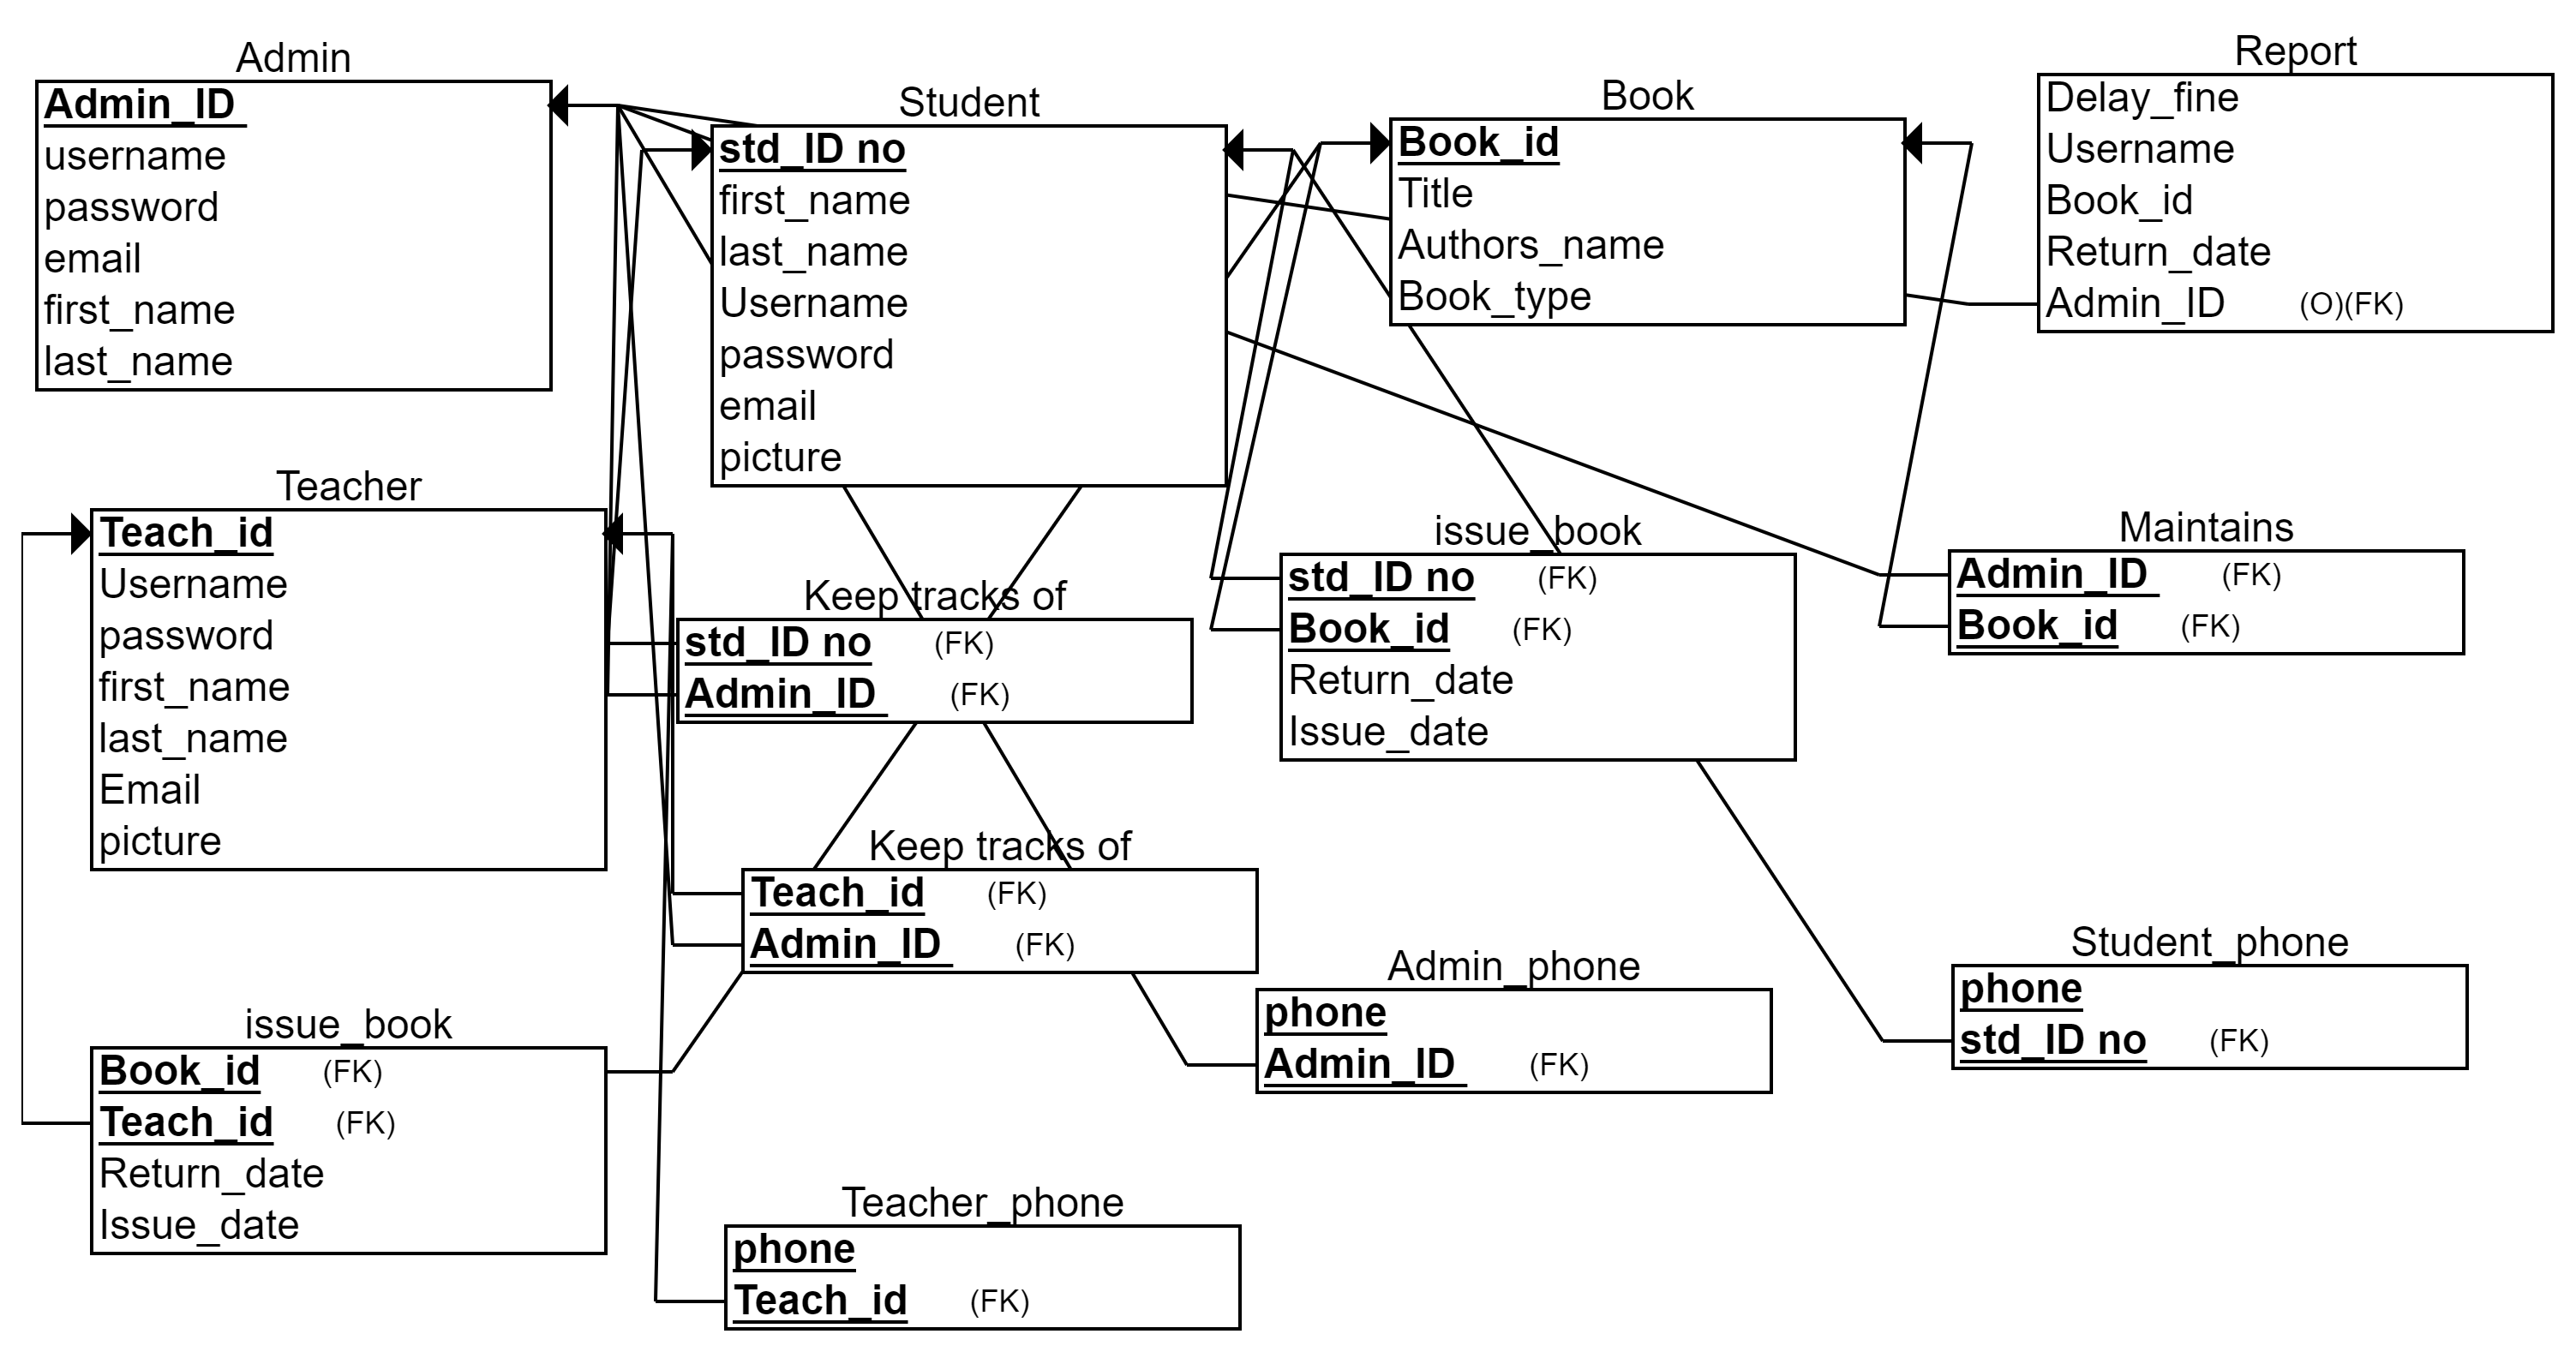 Admin
Admin_ID
username
password
email
first_name
last_name
Student
std_ID no
first_name
last_name
Username
password
email
picture
Book
Book_id
Title
Authors_name
Book_type
Report
Delay_fine
Username
Book_id
Return_date
Admin_ID (O)(FK)
Teacher
Teach_id
Username
password
first_name
last_name
Email
picture
Keep tracks of
std_ID no (FK)
Admin_ID (FK)
issue_book
std_ID no (FK)
Book_id (FK)
Return_date
Issue_date
Maintains
Admin_ID (FK)
Book_id (FK)
Keep tracks of
Teach_id (FK)
Admin_ID (FK)
Admin_phone
phone
Admin_ID (FK)
Student_phone
phone
std_ID no (FK)
issue_book
Book_id (FK)
Teach_id (FK)
Return_date
Issue_date
Teacher_phone
phone
Teach_id (FK)